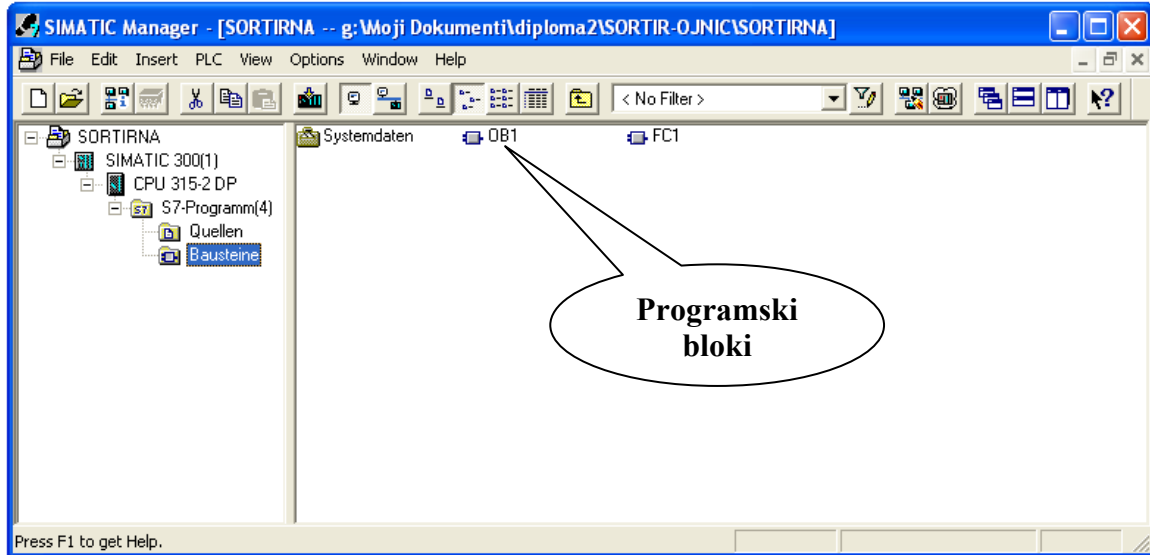 SIMATIC Manager - [SORTIRNA -- g:\Moji Dokumenti\diploma2\SORTIR-OJNIC\SORTIRNA]
File Edit Insert PLC View Options Window Help
< No Filter >
SORTIRNA
SIMATIC 300(1)
CPU 315-2 DP
S7-Programm(4)
Quellen
Bausteine
Systemdaten OB1 FC1
Programski
bloki
Press F1 to get Help.